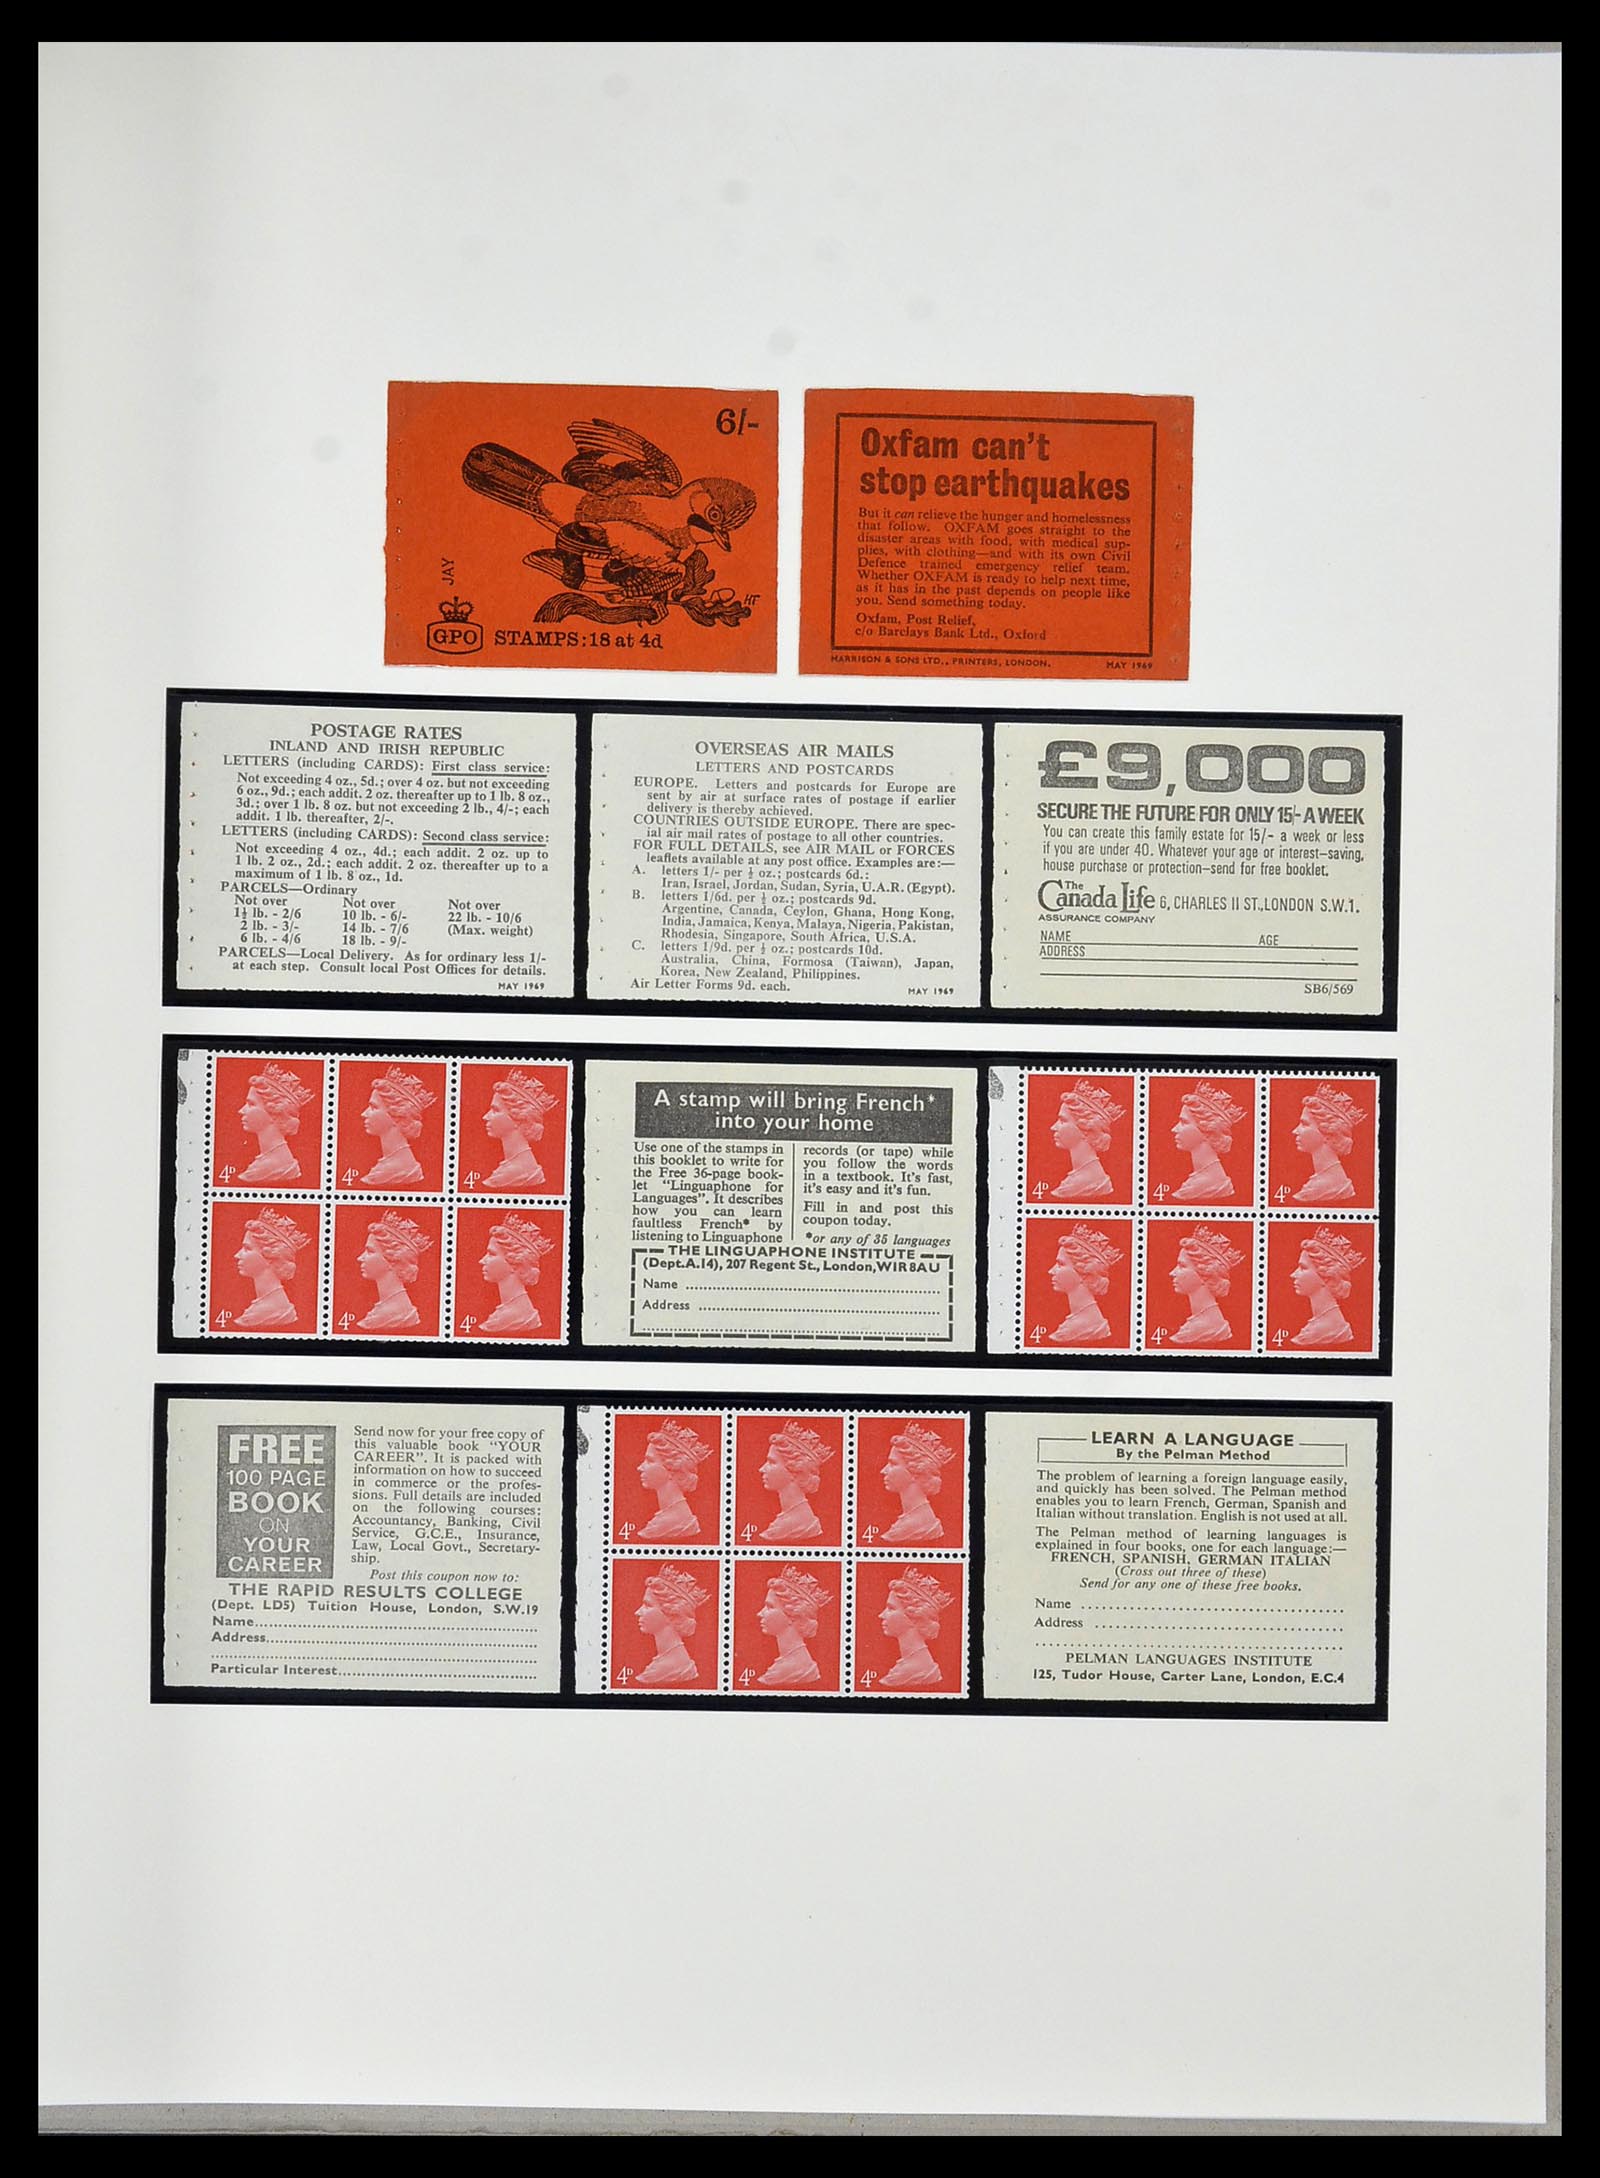 6/-
JAY
HF
GPO STAMPS:18 at 4d
Oxfam can't
stop earthquakes
But it can relieve the hunger and homelessness
that follow. OXFAM goes straight to the
disaster areas with food, with medical sup-
plies, with clothing—and with its own Civil
Defence trained emergency relief team.
Whether OXFAM is ready to help next time,
as it has in the past depends on people like
you. Send something today.
Oxfam, Post Relief,
c/o Barclays Bank Ltd., Oxford
HARRISON & SONS LTD., PRINTERS, LONDON. MAY 1969
POSTAGE RATES
INLAND AND IRISH REPUBLIC
LETTERS (including CARDS): First class service:
Not exceeding 4 oz., 5d.; over 4 oz. but not exceeding
6 oz., 9d.; each addit. 2 oz. thereafter up to 1 lb. 8 oz.,
3d.; over 1 lb. 8 oz. but not exceeding 2 lb., 4/-; each
addit. 1 lb. thereafter, 2/-.
LETTERS (including CARDS): Second class service:
Not exceeding 4 oz., 4d.; each addit. 2 oz. up to
1 lb. 2 oz., 2d.; each addit. 2 oz. thereafter up to a
maximum of 1 lb. 8 oz., 1d.
PARCELS—Ordinary
Not over Not over Not over
1½ lb. - 2/6 10 lb. - 6/- 22 lb. - 10/6
2 lb. - 3/- 14 lb. - 7/6 (Max. weight)
6 lb. - 4/6 18 lb. - 9/-
PARCELS—Local Delivery. As for ordinary less 1/-
at each step. Consult local Post Offices for details.
MAY 1969
OVERSEAS AIR MAILS
LETTERS AND POSTCARDS
EUROPE. Letters and postcards for Europe are
sent by air at surface rates of postage if earlier
delivery is thereby achieved.
COUNTRIES OUTSIDE EUROPE. There are spec-
ial air mail rates of postage to all other countries.
FOR FULL DETAILS, see AIR MAIL or FORCES
leaflets available at any post office. Examples are:—
A. letters 1/- per ½ oz.; postcards 6d.:
Iran, Israel, Jordan, Sudan, Syria, U.A.R. (Egypt).
B. letters 1/6d. per ½ oz.; postcards 9d.
Argentine, Canada, Ceylon, Ghana, Hong Kong,
India, Jamaica, Kenya, Malaya, Nigeria, Pakistan,
Rhodesia, Singapore, South Africa, U.S.A.
C. letters 1/9d. per ½ oz.; postcards 10d.
Australia, China, Formosa (Taiwan), Japan,
Korea, New Zealand, Philippines.
Air Letter Forms 9d. each.
MAY 1969
£9,000
SECURE THE FUTURE FOR ONLY 15/- A WEEK
You can create this family estate for 15/- a week or less
if you are under 40. Whatever your age or interest—saving,
house purchase or protection—send for free booklet.
The Canada Life 6, CHARLES II ST., LONDON S.W.1.
ASSURANCE COMPANY
NAME AGE
ADDRESS
SB6/569
4D 4D 4D
4D 4D 4D
A stamp will bring French*
into your home
Use one of the stamps in
this booklet to write for
the Free 36-page book-
let "Linguaphone for
Languages". It describes
how you can learn
faultless French* by
listening to Linguaphone
records (or tape) while
you follow the words
in a textbook. It's fast,
it's easy and it's fun.
Fill in and post this
coupon today.
*or any of 35 languages
THE LINGUAPHONE INSTITUTE
(Dept.A.14), 207 Regent St., London, W1R 8AU
Name
Address
4D 4D 4D
4D 4D 4D
FREE
100 PAGE
BOOK
ON
YOUR
CAREER
Send now for your free copy of
this valuable book "YOUR
CAREER". It is packed with
information on how to succeed
in commerce or the profes-
sions. Full details are included
on the following courses:
Accountancy, Banking, Civil
Service, G.C.E., Insurance,
Law, Local Govt., Secretary-
ship.
Post this coupon now to:
THE RAPID RESULTS COLLEGE
(Dept. LD5) Tuition House, London, S.W.19
Name
Address
Particular Interest
4D 4D 4D
4D 4D 4D
LEARN A LANGUAGE
By the Pelman Method
The problem of learning a foreign language easily,
and quickly has been solved. The Pelman method
enables you to learn French, German, Spanish and
Italian without translation. English is not used at all.
The Pelman method of learning languages is
explained in four books, one for each language:—
FRENCH, SPANISH, GERMAN ITALIAN
(Cross out three of these)
Send for any one of these free books.
Name
Address
PELMAN LANGUAGES INSTITUTE
125, Tudor House, Carter Lane, London, E.C.4